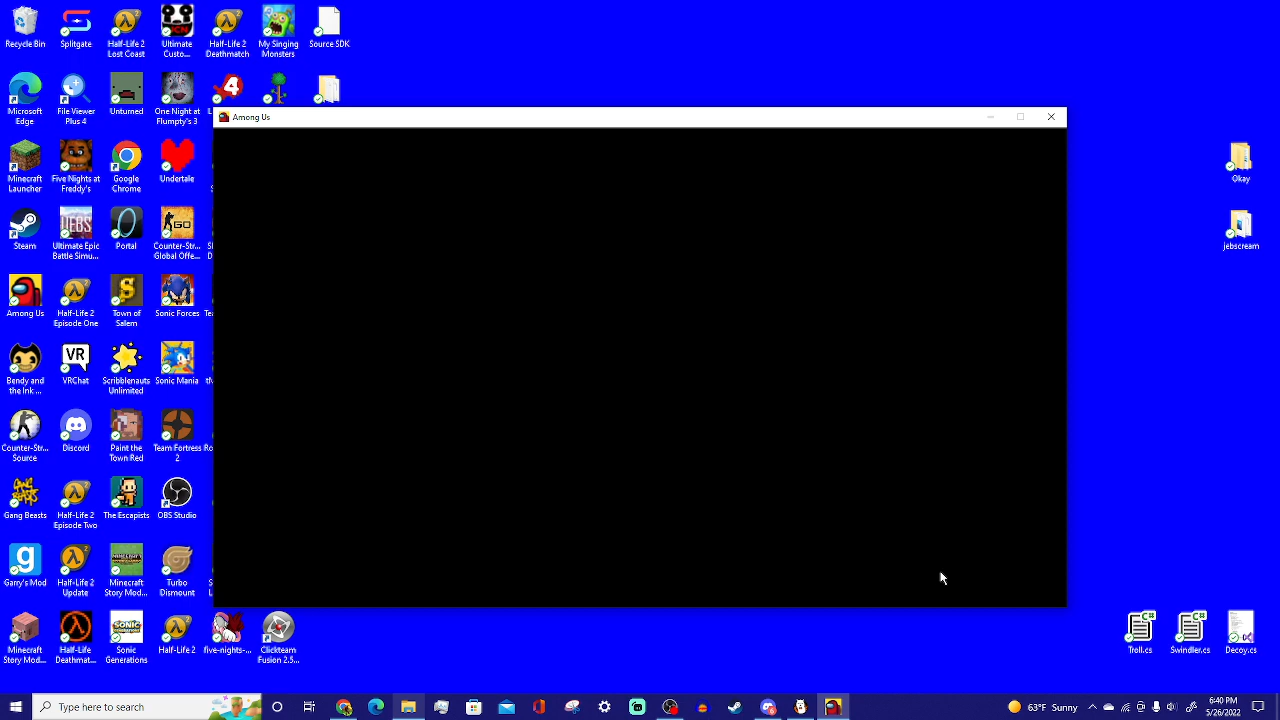 Recycle Bin
Splitgate
Half-Life 2
Lost Coast
Ultimate
Custo...
Half-Life 2
Deathmatch
My Singing
Monsters
Source SDK
Microsoft
Edge
File Viewer
Plus 4
Unturned
One Night at
Flumpty's 3
Among Us
Minecraft
Launcher
Five Nights at
Freddy's
Google
Chrome
Undertale
Okay
Steam
Ultimate Epic
Battle Simu...
Portal
Counter-Str...
Global Offe...
jebscream
Among Us
Half-Life 2
Episode One
Town of
Salem
Sonic Forces
Bendy and
the Ink ...
VR
VRChat
Scribblenauts
Unlimited
Sonic Mania
Counter-Str...
Source
Discord
Paint the
Town Red
Team Fortress
2
Gang Beasts
Half-Life 2
Episode Two
The Escapists
OBS Studio
Garry's Mod
Half-Life 2
Update
Minecraft
Story Mod...
Turbo
Dismount
Minecraft
Story Mod...
Half-Life
Deathmat...
Sonic
Generations
Half-Life 2
five-nights-...
Clickteam
Fusion 2.5...
Troll.cs
Swindler.cs
Decoy.cs
Type here to search
63°F Sunny
6:40 PM
5/26/2022